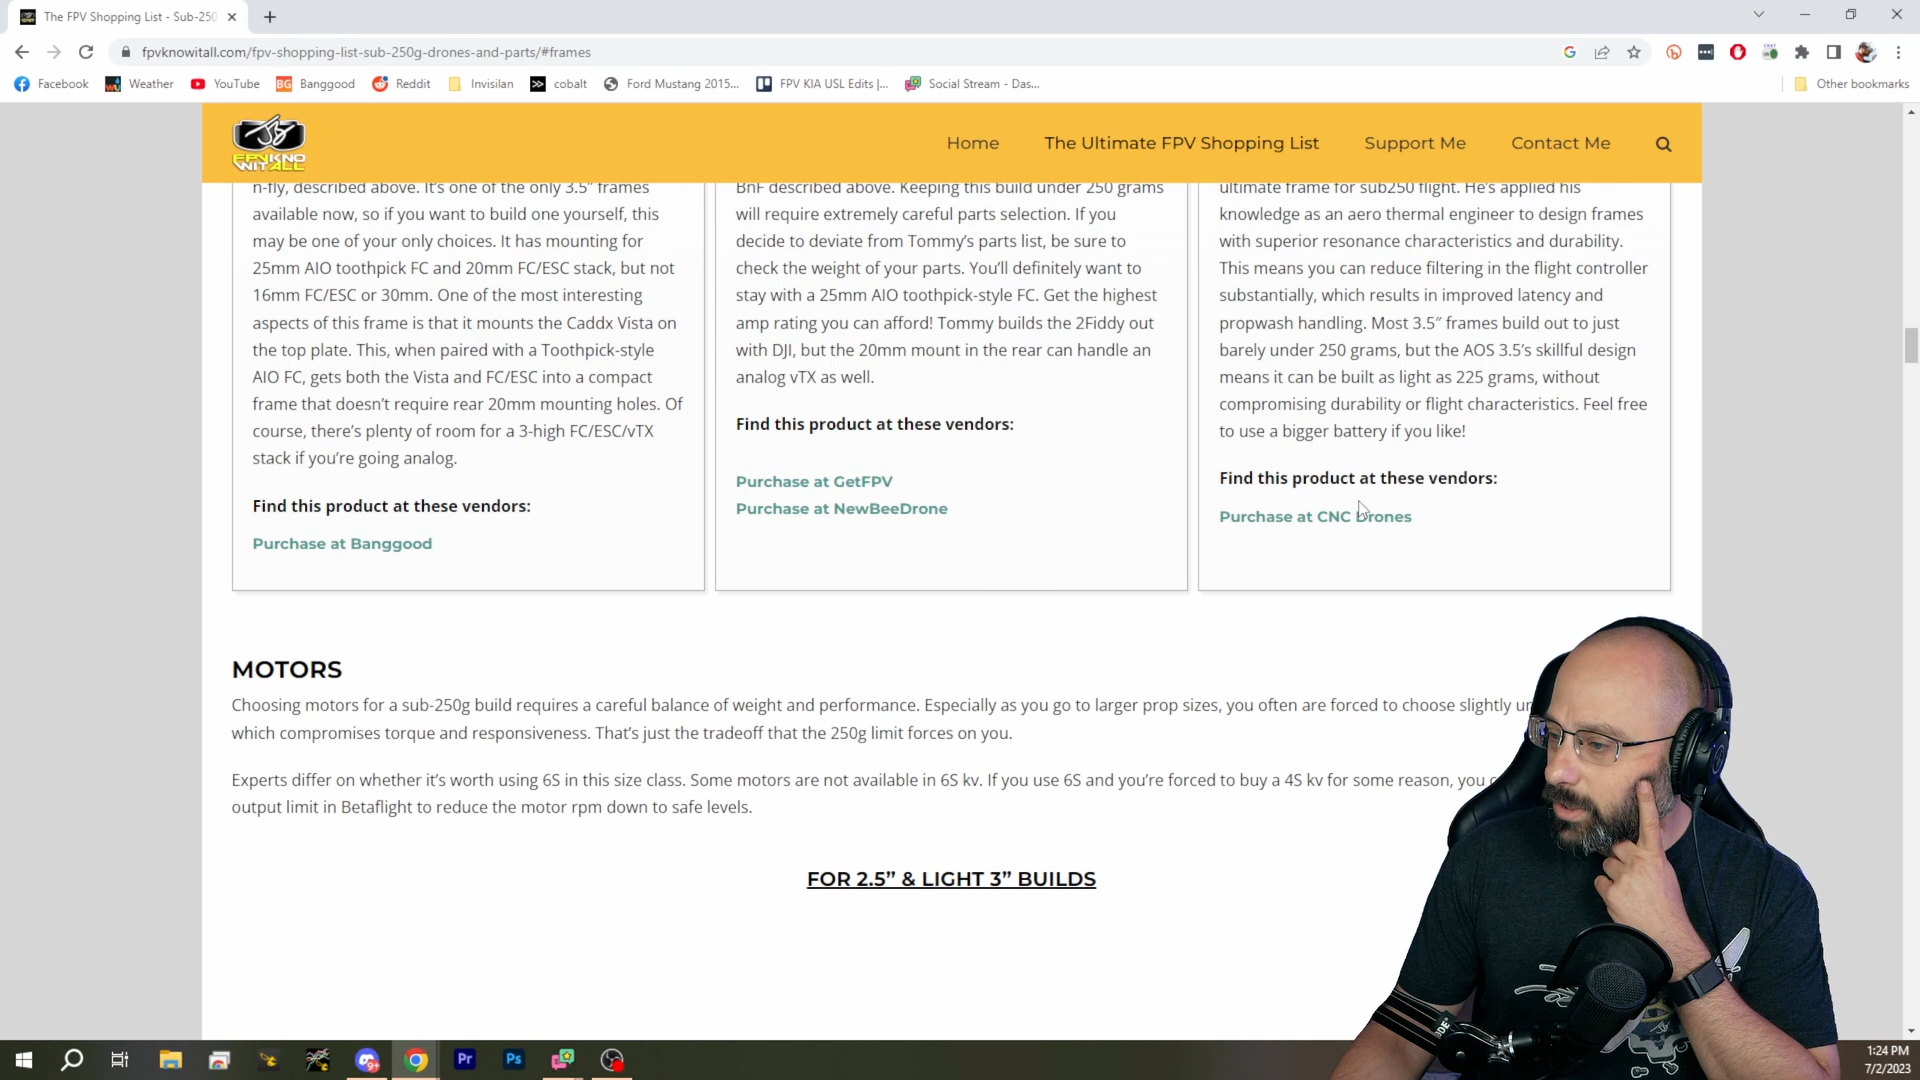 The FPV Shopping List - Sub-250
fpvknowitall.com/fpv-shopping-list-sub-250g-drones-and-parts/#frames
Facebook
Weather
YouTube
BG
Banggood
Reddit
Invisilan
cobalt
Ford Mustang 2015...
FPV KIA USL Edits |...
Social Stream - Das...
Other bookmarks
FPVKNO
WITALL
Home
The Ultimate FPV Shopping List
Support Me
Contact Me
n-fly, described above. It's one of the only 3.5" frames
available now, so if you want to build one yourself, this
may be one of your only choices. It has mounting for
25mm AIO toothpick FC and 20mm FC/ESC stack, but not
16mm FC/ESC or 30mm. One of the most interesting
aspects of this frame is that it mounts the Caddx Vista on
the top plate. This, when paired with a Toothpick-style
AIO FC, gets both the Vista and FC/ESC into a compact
frame that doesn't require rear 20mm mounting holes. Of
course, there's plenty of room for a 3-high FC/ESC/vTX
stack if you're going analog.
Find this product at these vendors:
Purchase at Banggood
BnF described above. Keeping this build under 250 grams
will require extremely careful parts selection. If you
decide to deviate from Tommy's parts list, be sure to
check the weight of your parts. You'll definitely want to
stay with a 25mm AIO toothpick-style FC. Get the highest
amp rating you can afford! Tommy builds the 2Fiddy out
with DJI, but the 20mm mount in the rear can handle an
analog vTX as well.
Find this product at these vendors:
Purchase at GetFPV
Purchase at NewBeeDrone
ultimate frame for sub250 flight. He's applied his
knowledge as an aero thermal engineer to design frames
with superior resonance characteristics and durability.
This means you can reduce filtering in the flight controller
substantially, which results in improved latency and
propwash handling. Most 3.5″ frames build out to just
barely under 250 grams, but the AOS 3.5's skillful design
means it can be built as light as 225 grams, without
compromising durability or flight characteristics. Feel free
to use a bigger battery if you like!
Find this product at these vendors:
Purchase at CNC Drones
MOTORS
Choosing motors for a sub-250g build requires a careful balance of weight and performance. Especially as you go to larger prop sizes, you often are forced to choose slightly
which compromises torque and responsiveness. That's just the tradeoff that the 250g limit forces on you.
Experts differ on whether it's worth using 6S in this size class. Some motors are not available in 6S kv. If you use 6S and you're forced to buy a 4S kv for some reason, you
output limit in Betaflight to reduce the motor rpm down to safe levels.
FOR 2.5" & LIGHT 3" BUILDS
Pr
Ps
1:24 PM
7/2/2023